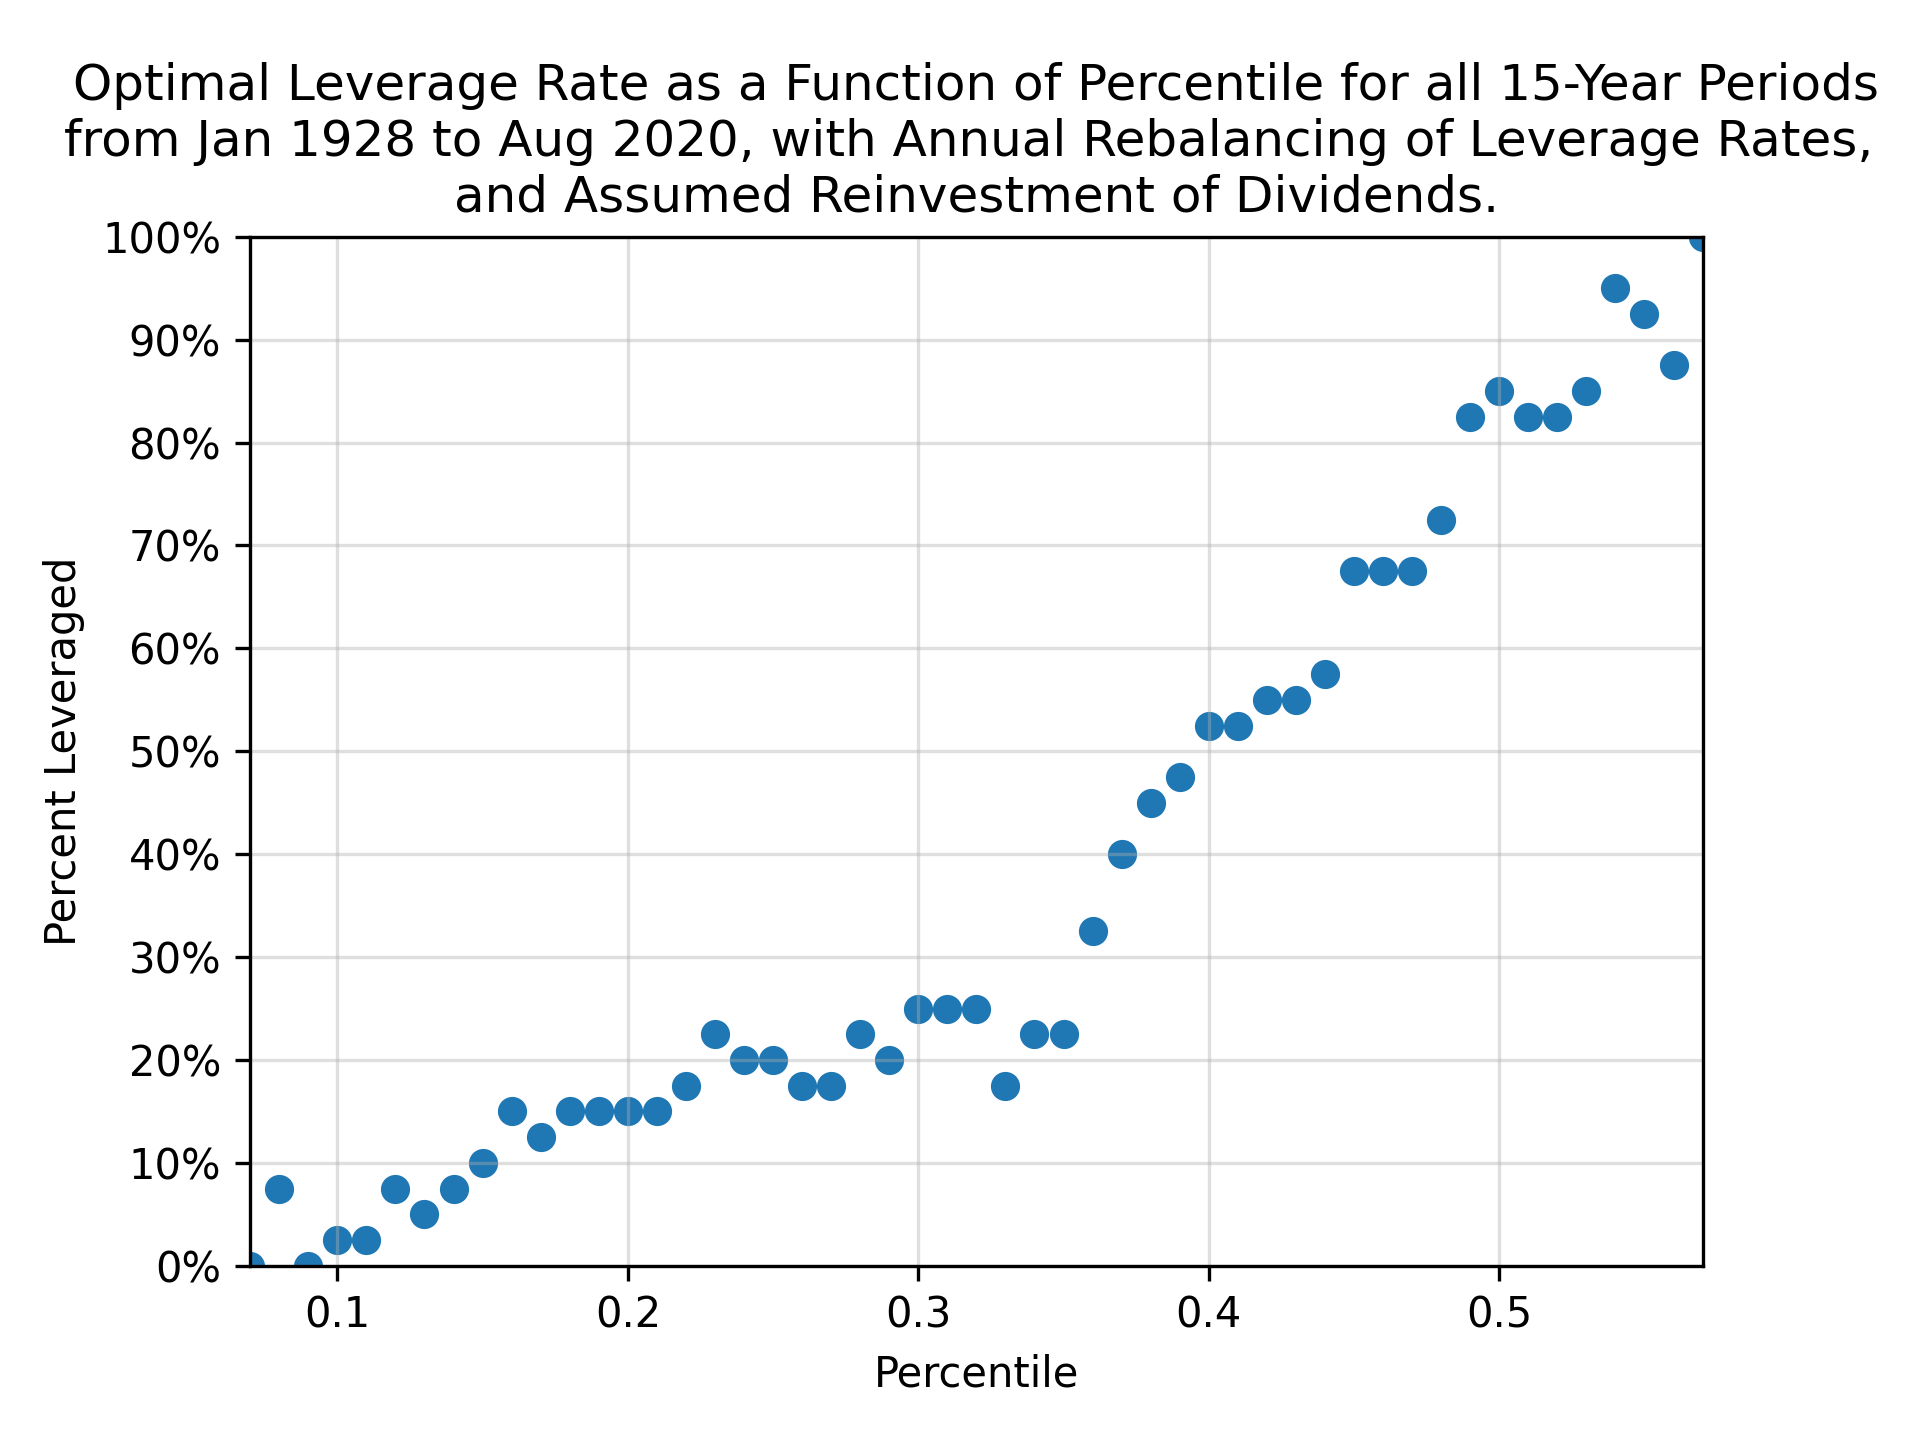 Optimal Leverage Rate as a Function of Percentile for all 15-Year Periods
from Jan 1928 to Aug 2020, with Annual Rebalancing of Leverage Rates,
and Assumed Reinvestment of Dividends.
100%
90%
80%
70%
60%
50%
40%
30%
20%
10%
0%
Percent Leveraged
0.1 0.2 0.3 0.4 0.5
Percentile